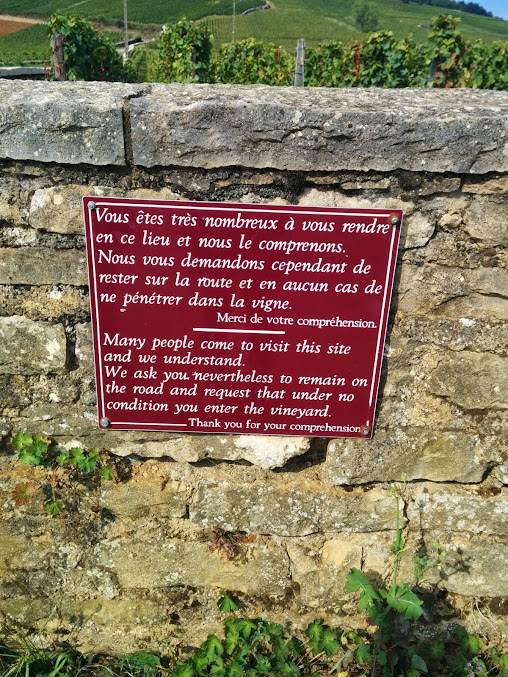 Vous êtes très nombreux à vous rendre
en ce lieu et nous le comprenons.
Nous vous demandons cependant de
rester sur la route et en aucun cas de
ne pénétrer dans la vigne.
Merci de votre compréhension.
Many people come to visit this site
and we understand.
We ask you nevertheless to remain on
the road and request that under no
condition you enter the vineyard.
Thank you for your comprehension.